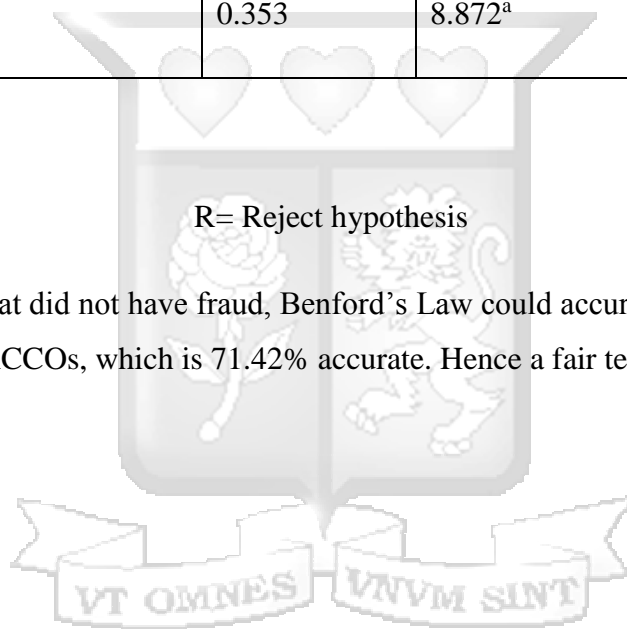 0.353 8.872ᵃ
R= Reject hypothesis
at did not have fraud, Benford’s Law could accur
CCOs, which is 71.42% accurate. Hence a fair te
VT OMNES VNVM SINT